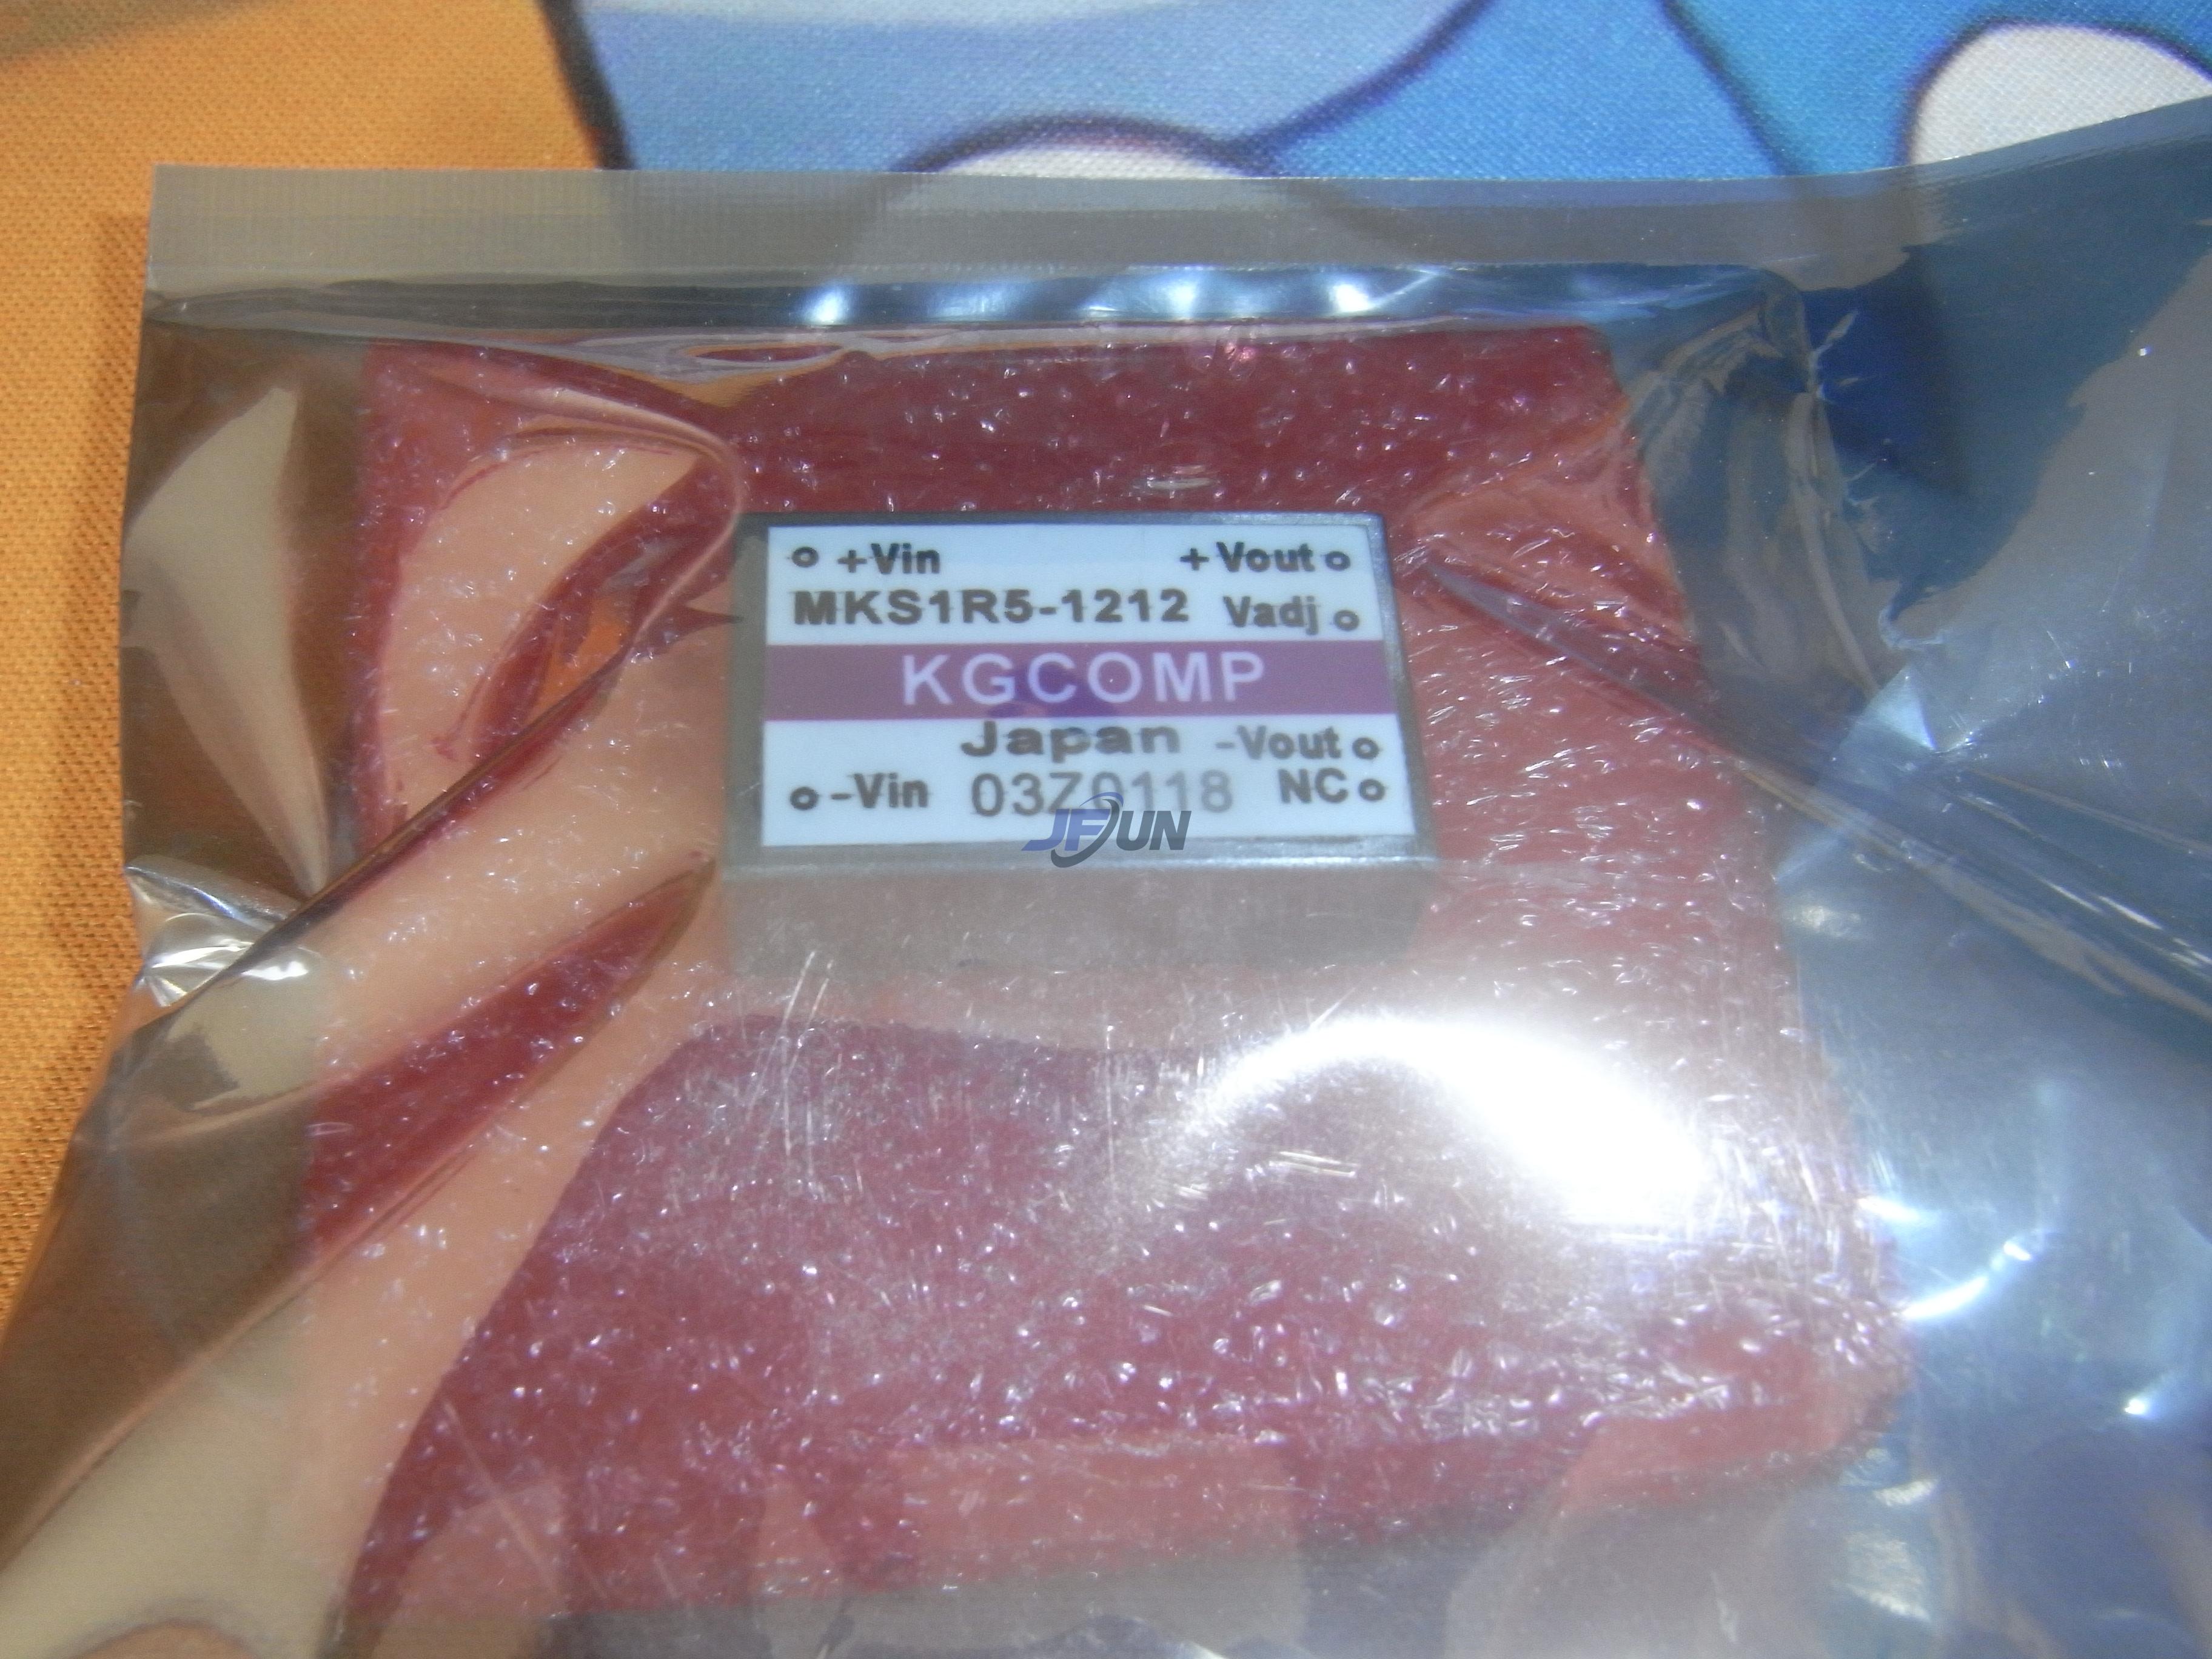 +Vin +Vout
MKS1R5-1212 Vadj
KGCOMP
Japan -Vout
-Vin 03Z0118 NC
JFUN